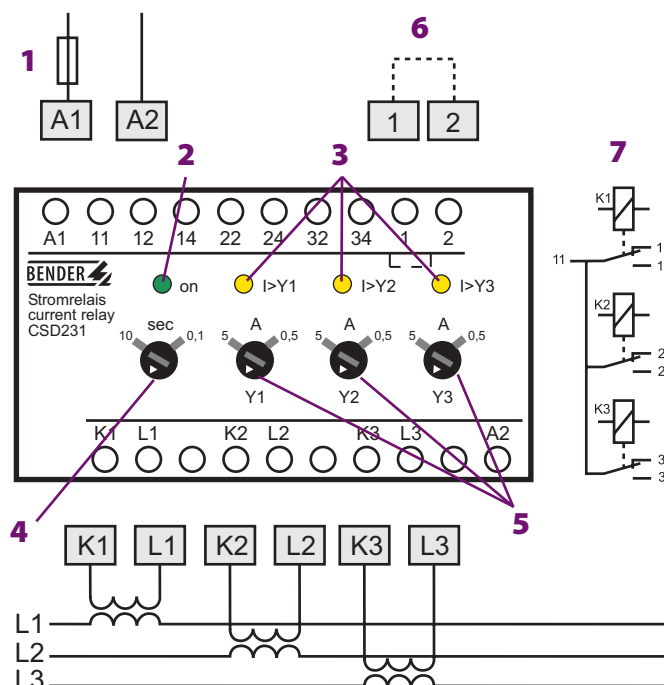 1
6
A1 A2
1 2
2 3 7
K1
A1 11 12 14 22 24 32 34 1 2
11
BENDER
on I>Y1 I>Y2 I>Y3
Stromrelais
current relay
CSD231
sec A A A
10 0,1 5 0,5 5 0,5 5 0,5
K2
Y1 Y2 Y3
K3
K1 L1 K2 L2 K3 L3 A2
4 5
K1 L1 K2 L2 K3 L3
L1
L2
L3